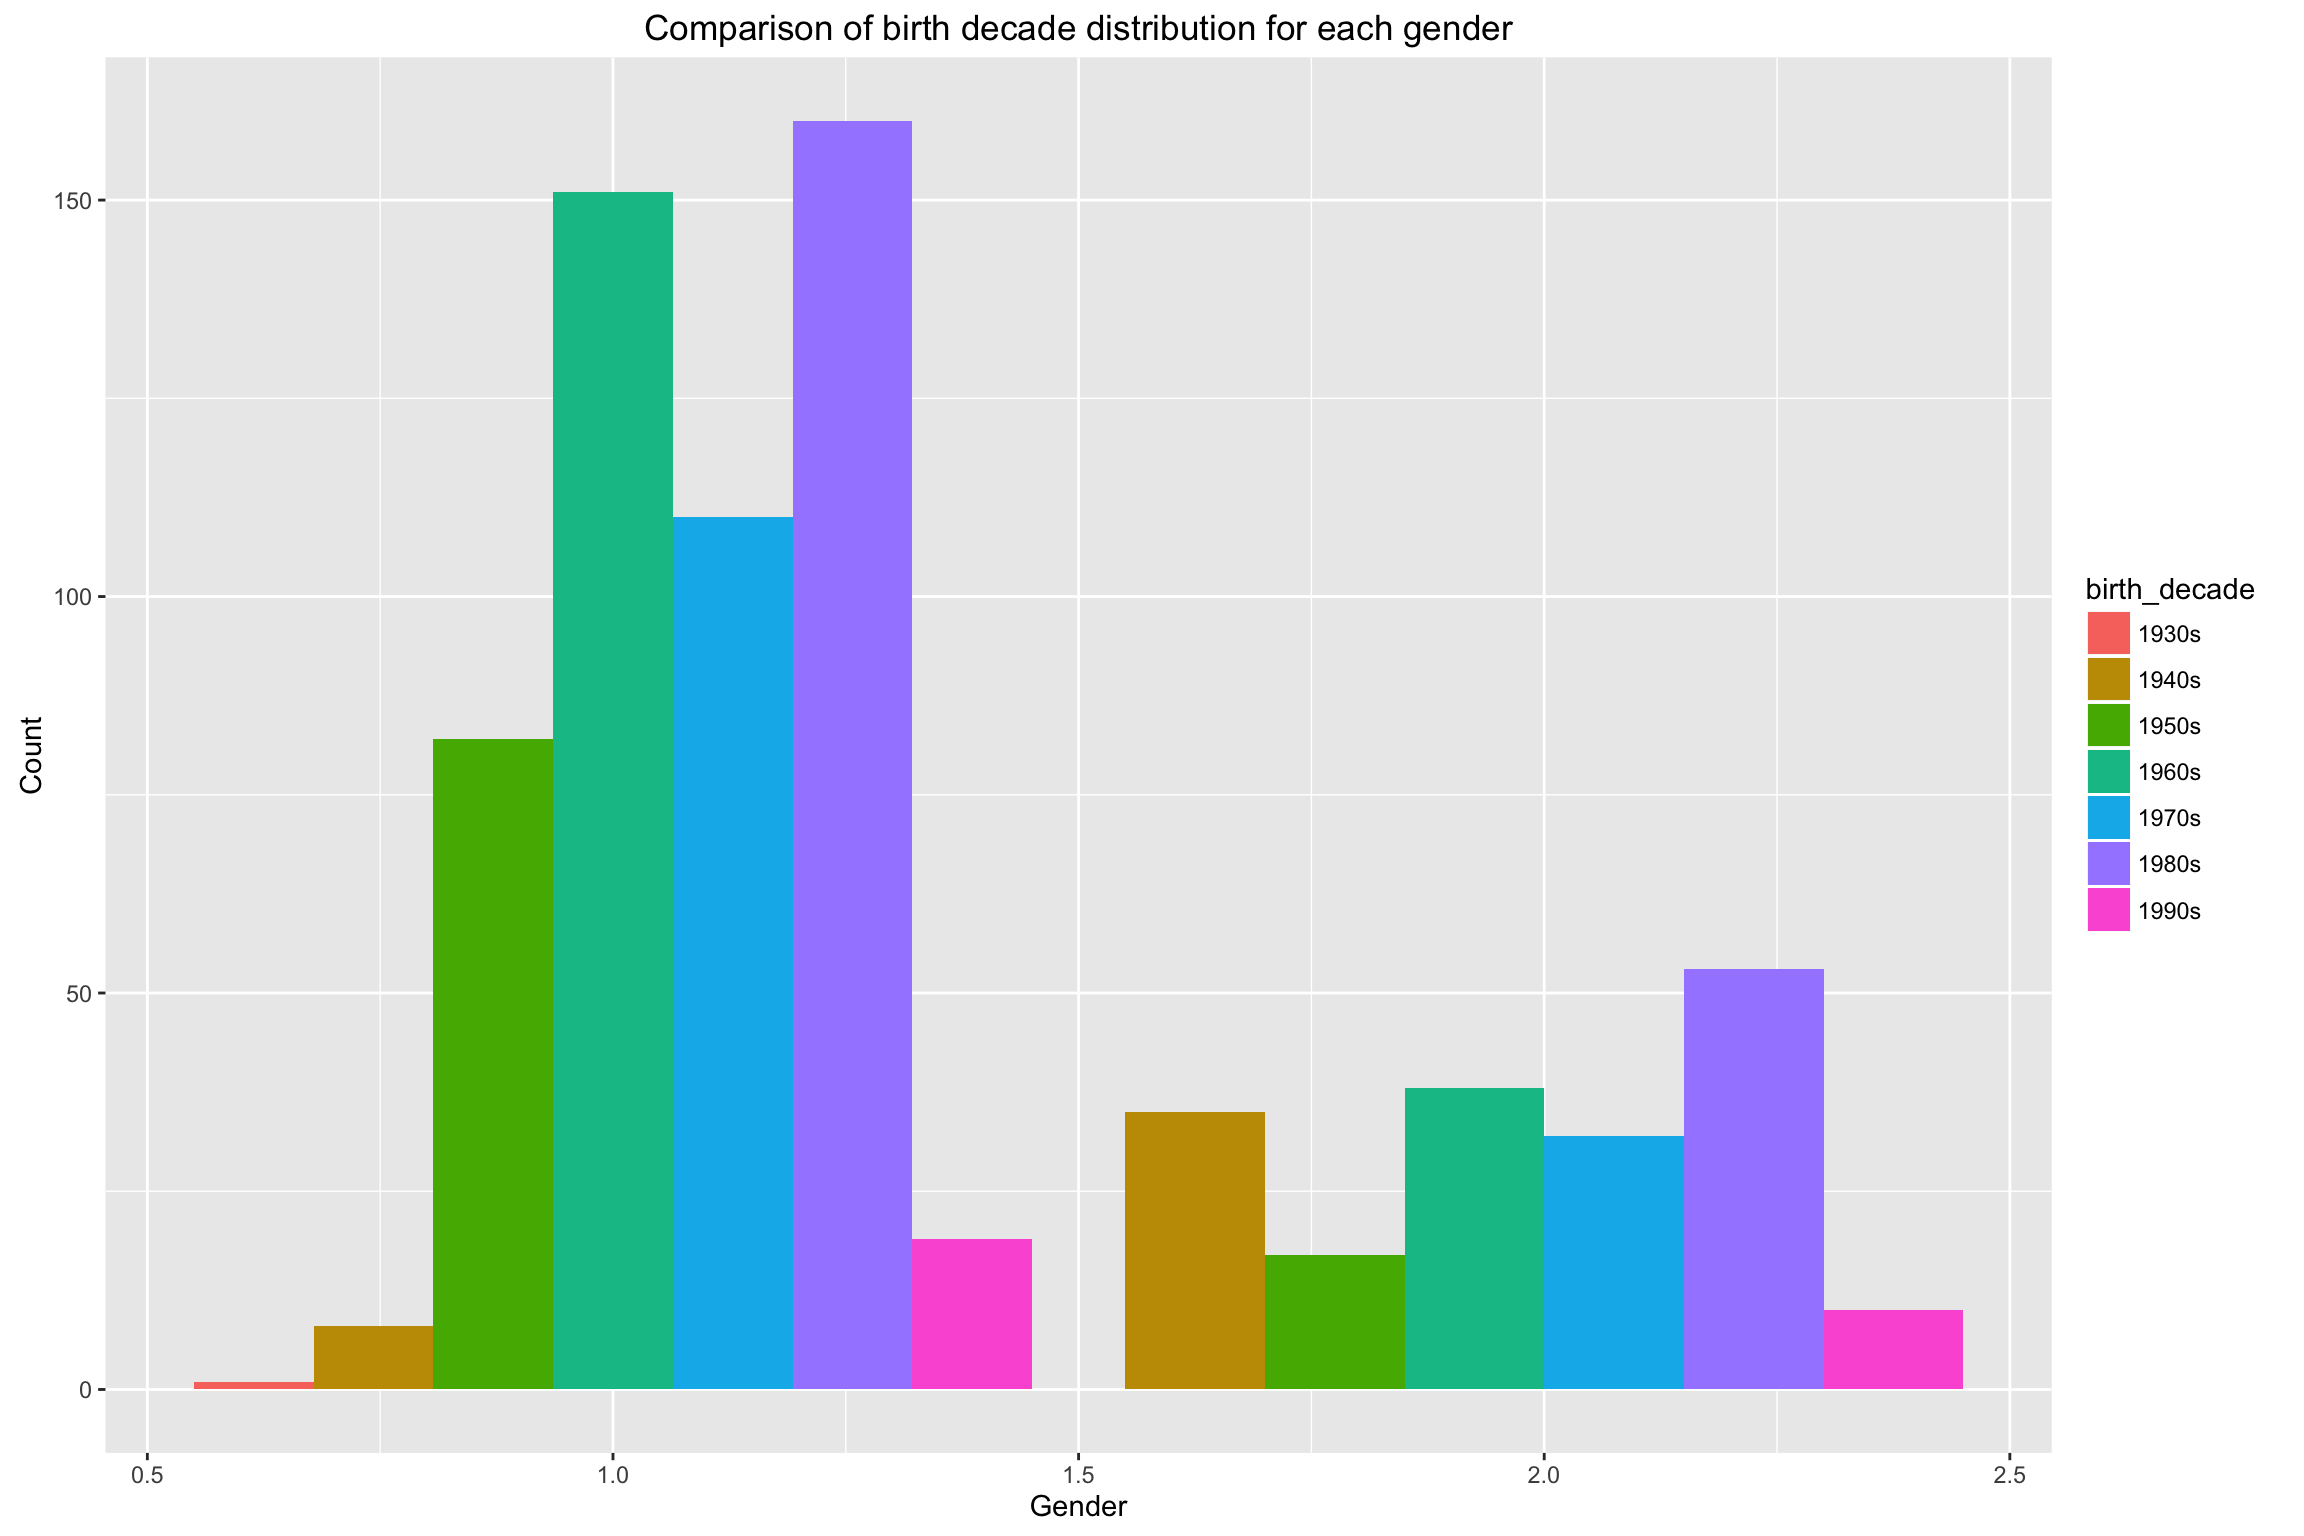 Comparison of birth decade distribution for each gender
150
100
50
0
Count
0.5 1.0 1.5 2.0 2.5
Gender
birth_decade
1930s
1940s
1950s
1960s
1970s
1980s
1990s